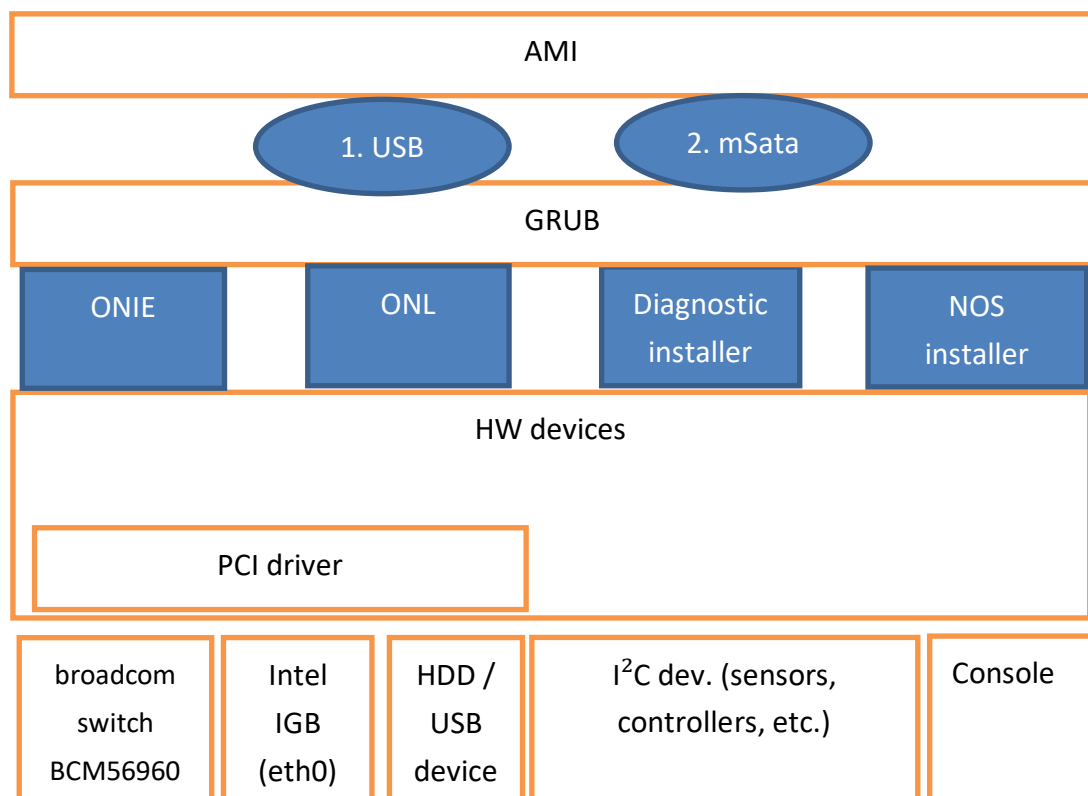 AMI
1. USB
2. mSata
GRUB
ONIE
ONL
Diagnostic
installer
NOS
installer
HW devices
PCI driver
broadcom
switch
BCM56960
Intel
IGB
(eth0)
HDD /
USB
device
I²C dev. (sensors,
controllers, etc.)
Console